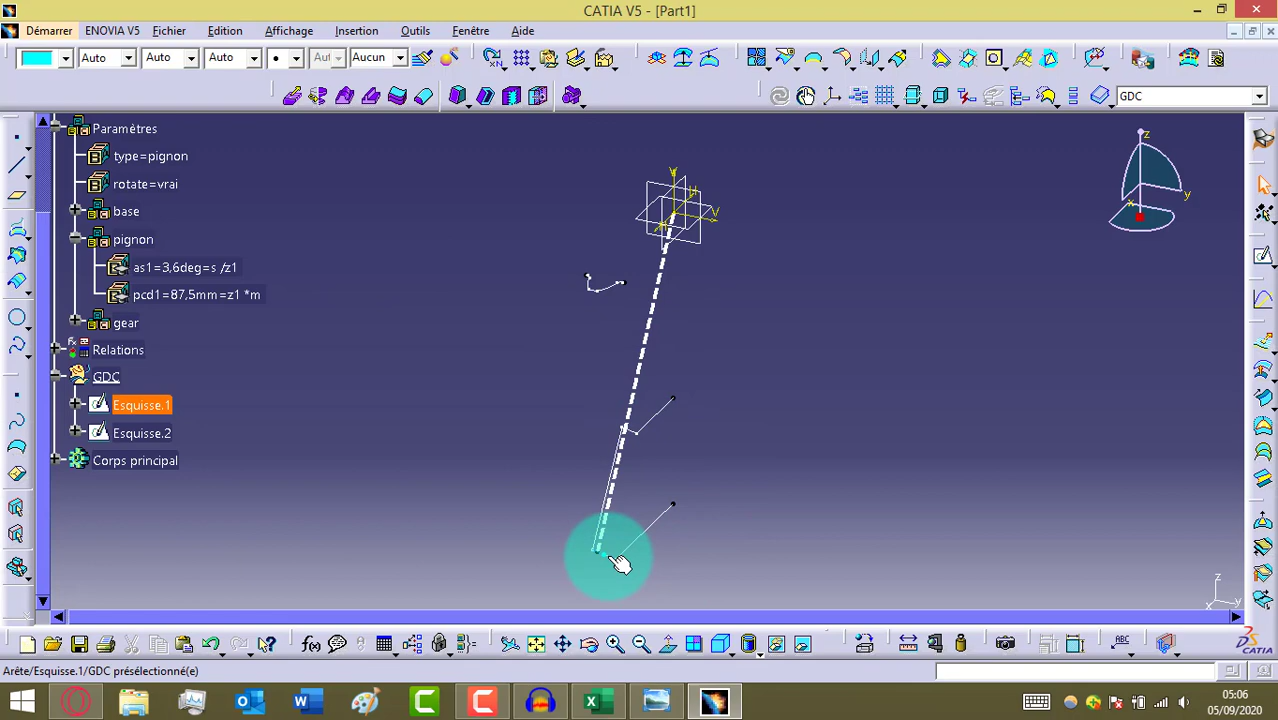 CATIA V5 - [Part1]
Démarrer ENOVIA V5 Fichier Edition Affichage Insertion Outils Fenêtre Aide
Auto Auto Auto Aut Aucun
GDC
Paramètres
type=pignon
rotate=vrai
base
pignon
as1=3,6deg=s /z1
pcd1=87,5mm=z1 *m
gear
Relations
GDC
Esquisse.1
Esquisse.2
Corps principal
z
y
x
z
y
x
Arête/Esquisse.1/GDC présélectionné(e)
05:06
05/09/2020